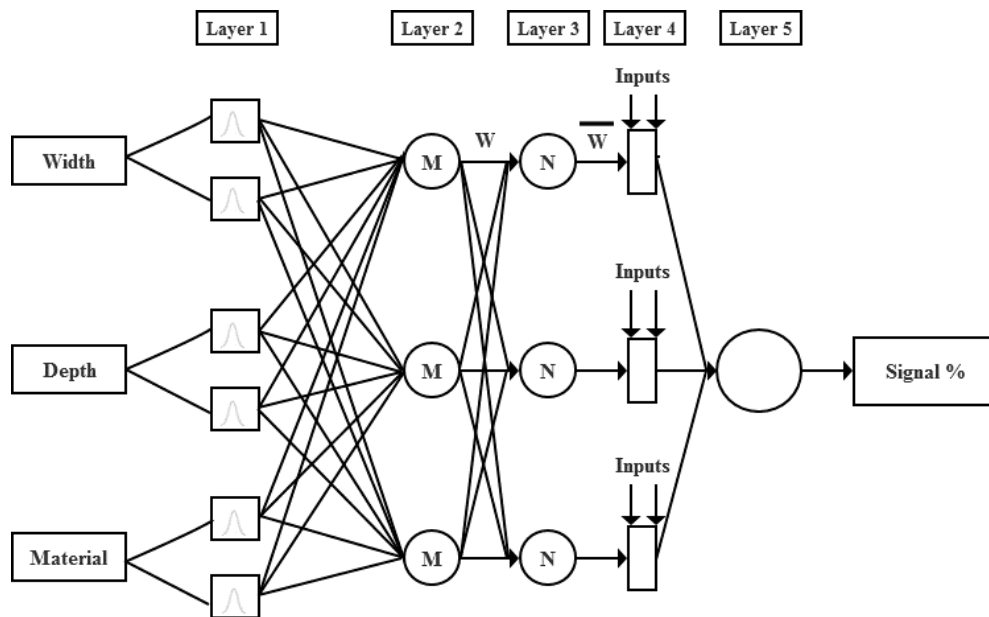 Layer 1
Layer 2
Layer 3
Layer 4
Layer 5
Inputs
Width
M
W
N
W
Inputs
Depth
M
N
Signal %
Inputs
Material
M
N